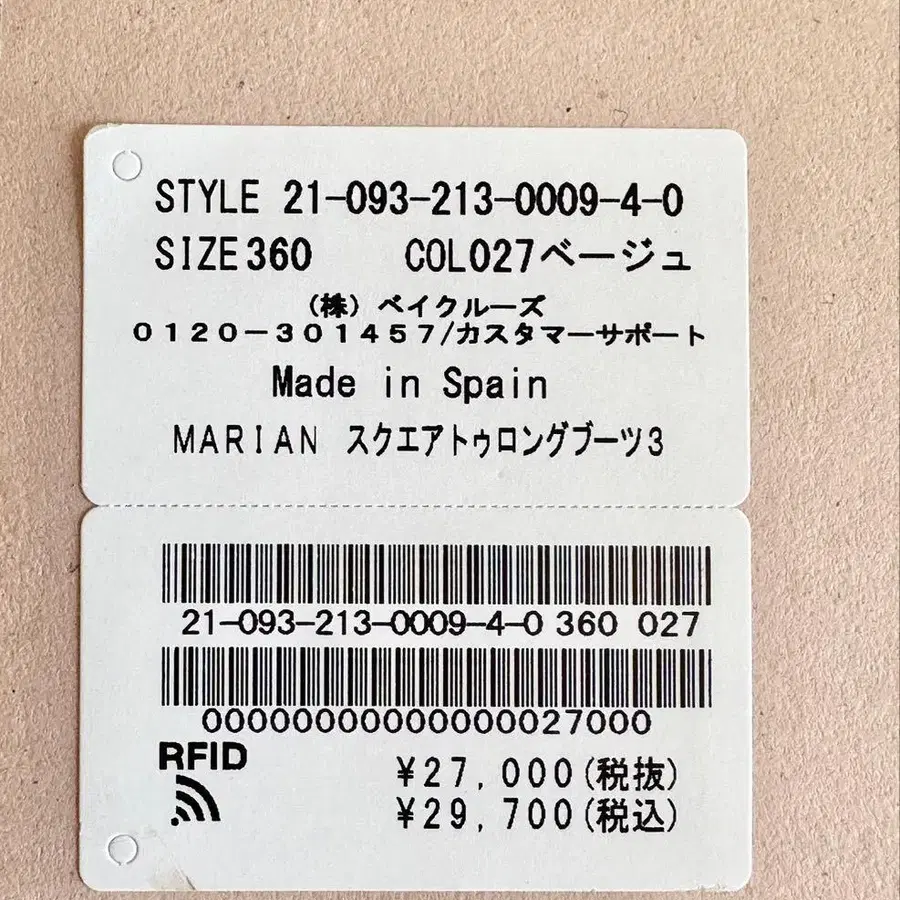 STYLE 21-093-213-0009-4-0
SIZE360 COL027ベージュ
(株) ベイクルーズ
0120-301457/カスタマーサポート
Made in Spain
MARIAN スクエアトゥロングブーツ3
21-093-213-0009-4-0 360 027
000000000000000027000
RFID
¥27,000(税抜)
¥29,700(税込)